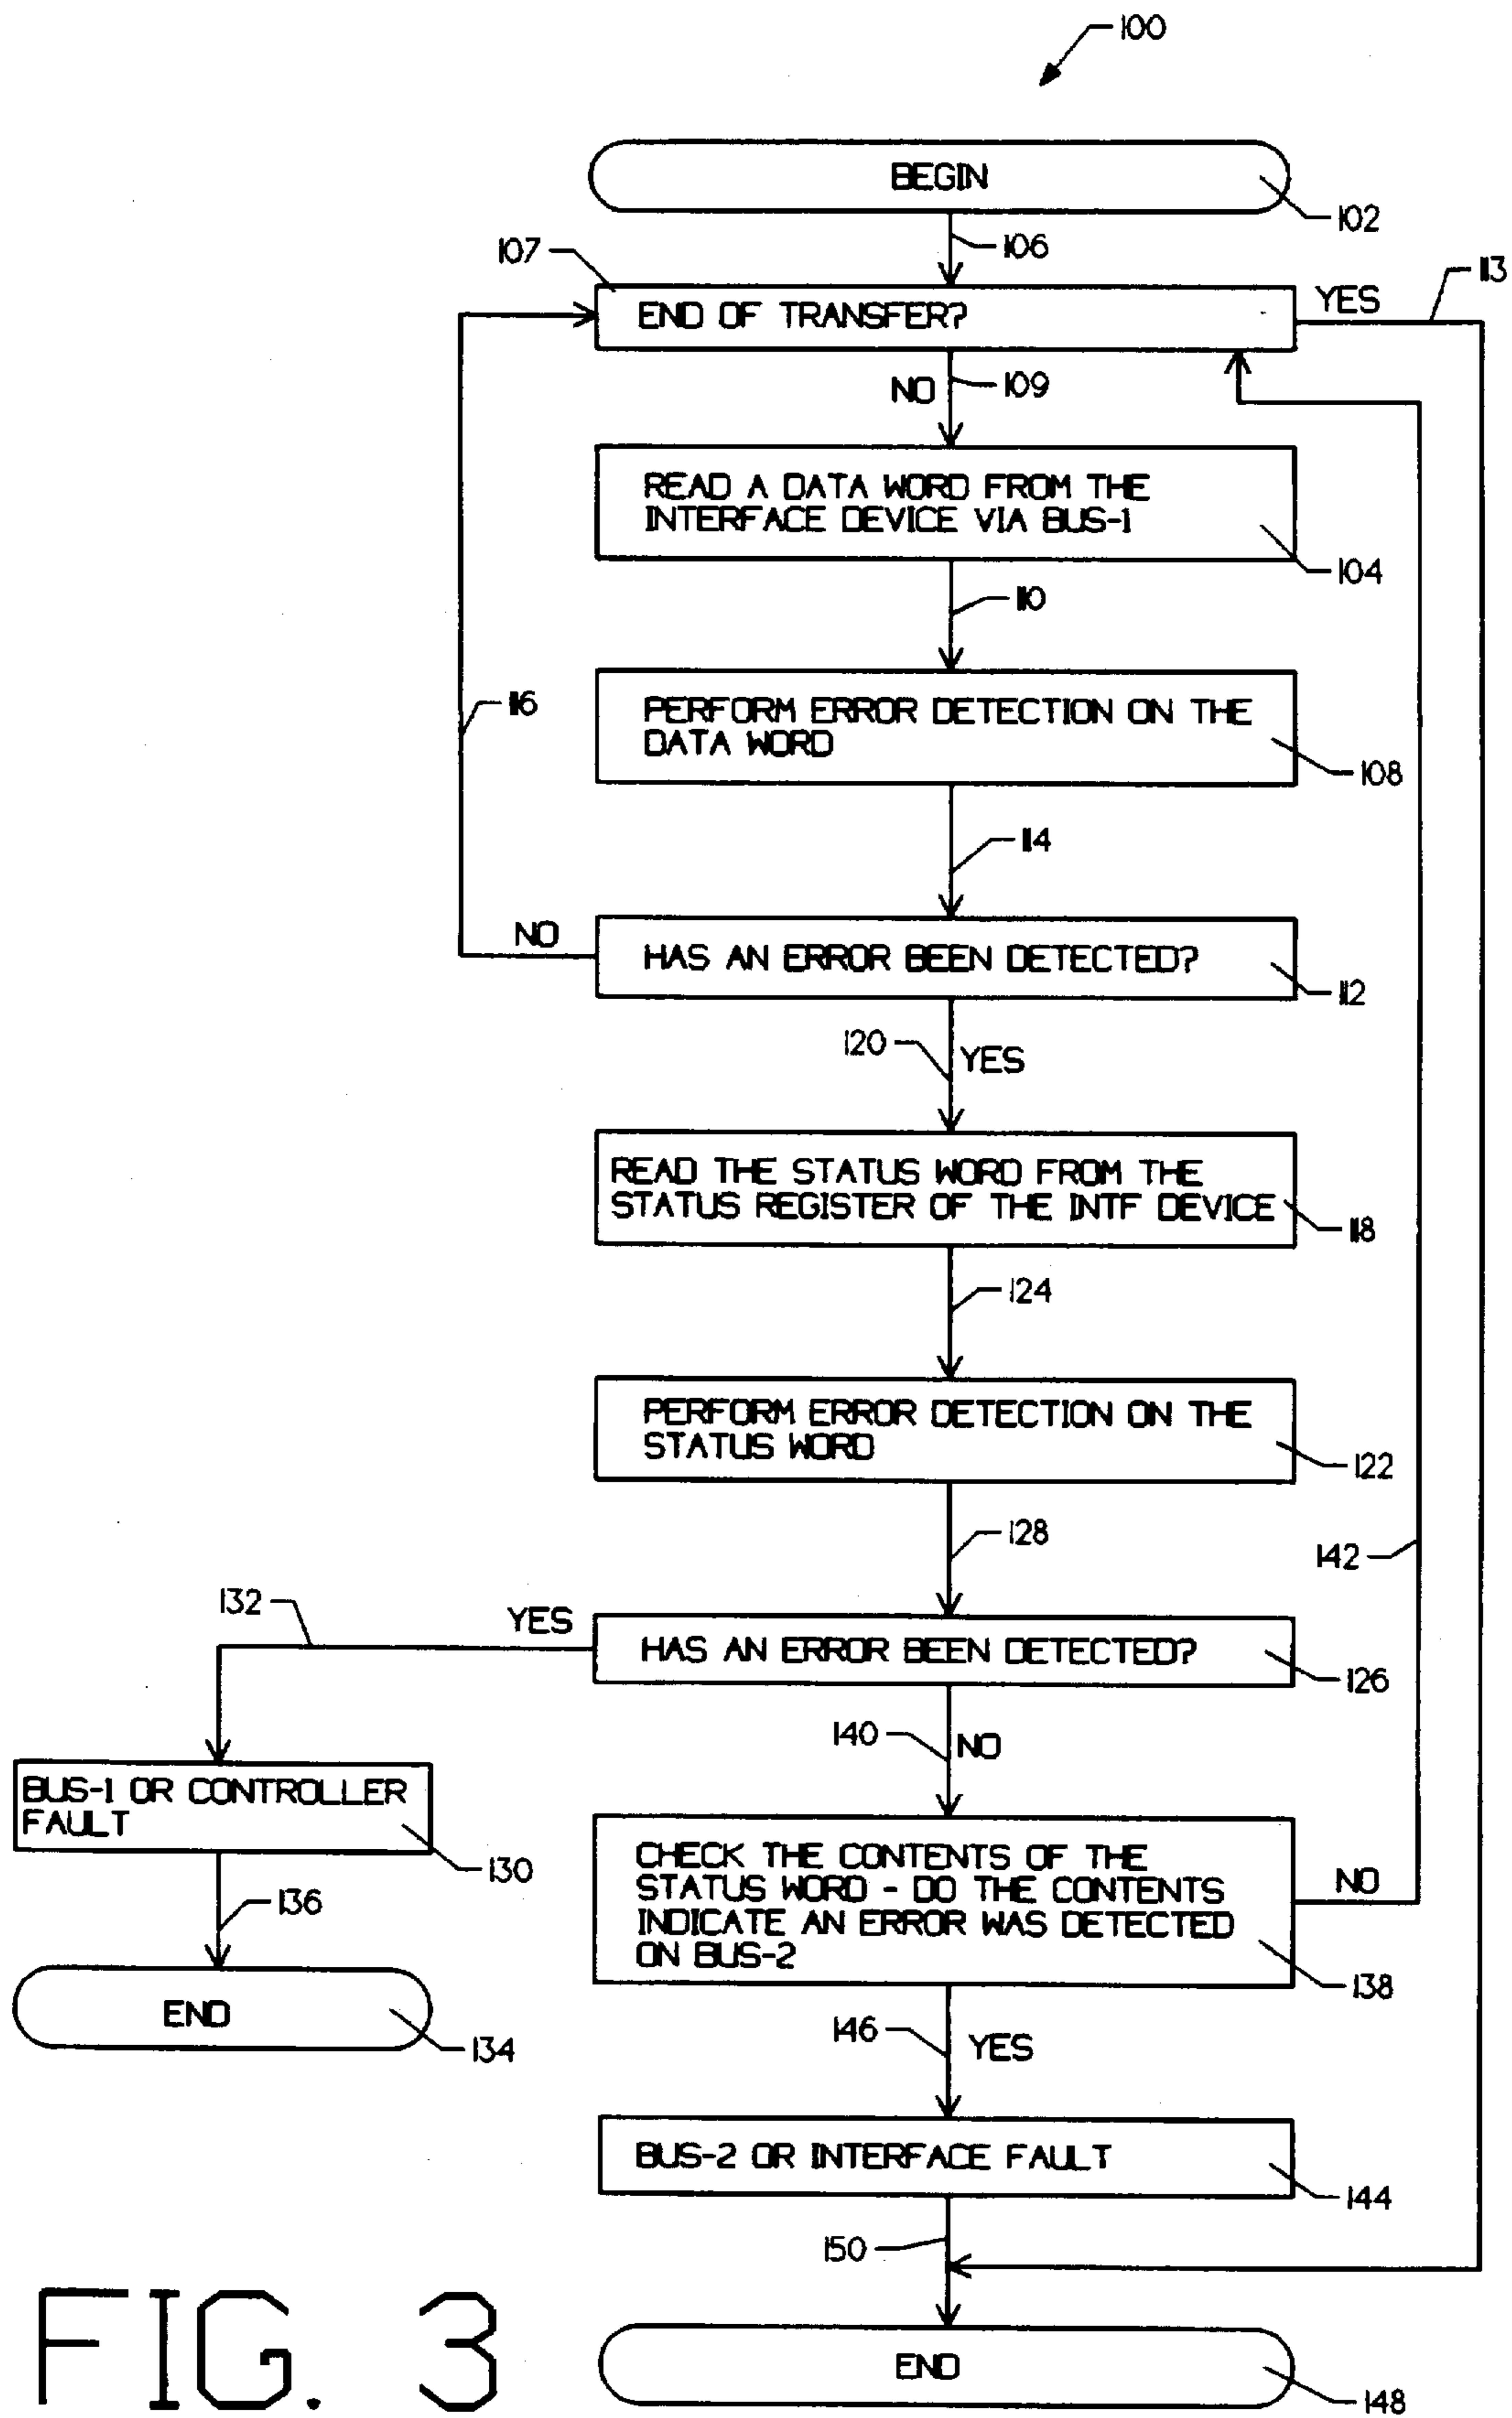 100
BEGIN
102
106
107
113
END OF TRANSFER?
YES
109
NO
READ A DATA WORD FROM THE
INTERFACE DEVICE VIA BUS-1
104
110
116
PERFORM ERROR DETECTION ON THE
DATA WORD
108
114
NO
HAS AN ERROR BEEN DETECTED?
112
120
YES
READ THE STATUS WORD FROM THE
STATUS REGISTER OF THE INTF DEVICE
118
124
PERFORM ERROR DETECTION ON THE
STATUS WORD
122
128
142
132
YES
HAS AN ERROR BEEN DETECTED?
126
140
NO
BUS-1 OR CONTROLLER
FAULT
130
136
CHECK THE CONTENTS OF THE
STATUS WORD - DO THE CONTENTS
INDICATE AN ERROR WAS DETECTED
ON BUS-2
NO
138
END
134
146
YES
BUS-2 OR INTERFACE FAULT
144
150
END
148
FIG. 3